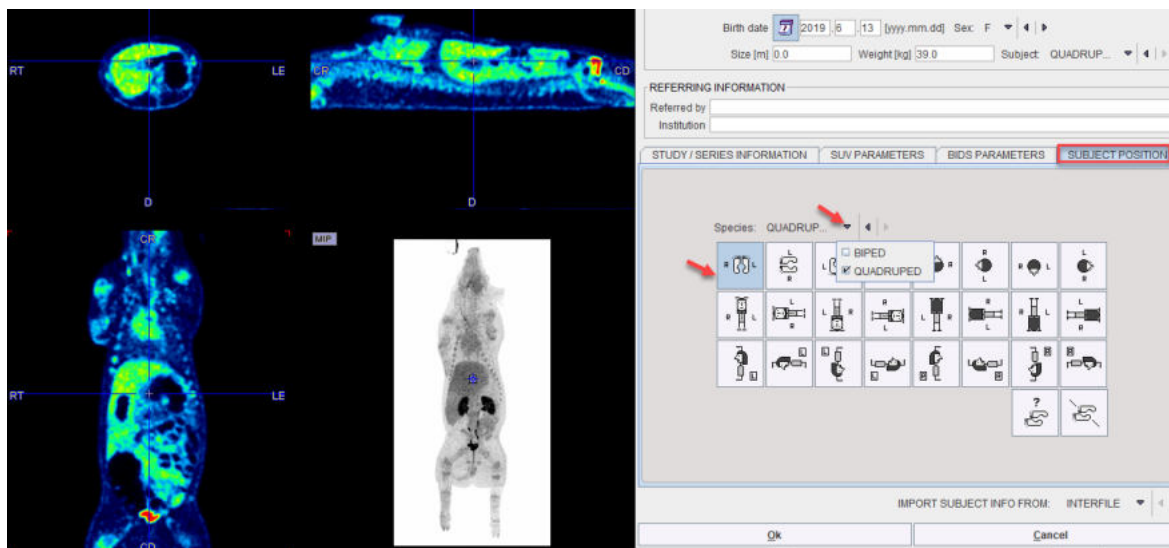 RT
LE
D
CR
CD
D
CR
RT
LE
CD
MIP
Birth date 7 2019 . 6 . 13 [yyy.mm.dd] Sex: F
Size [m] 0.0 Weight [kg] 39.0 Subject: QUADRUP...
REFERRING INFORMATION
Referred by
Institution
STUDY / SERIES INFORMATION SUV PARAMETERS BIDS PARAMETERS SUBJECT POSITION
Species: QUADRUP...
BIPED
QUADRUPED
R L
L R
L
R
R L
R L
L R
R L
L R
L R
R L
L R
R L
R L
L R
L
L
L
L
R
R
R
R
?
IMPORT SUBJECT INFO FROM: INTERFILE
Ok Cancel